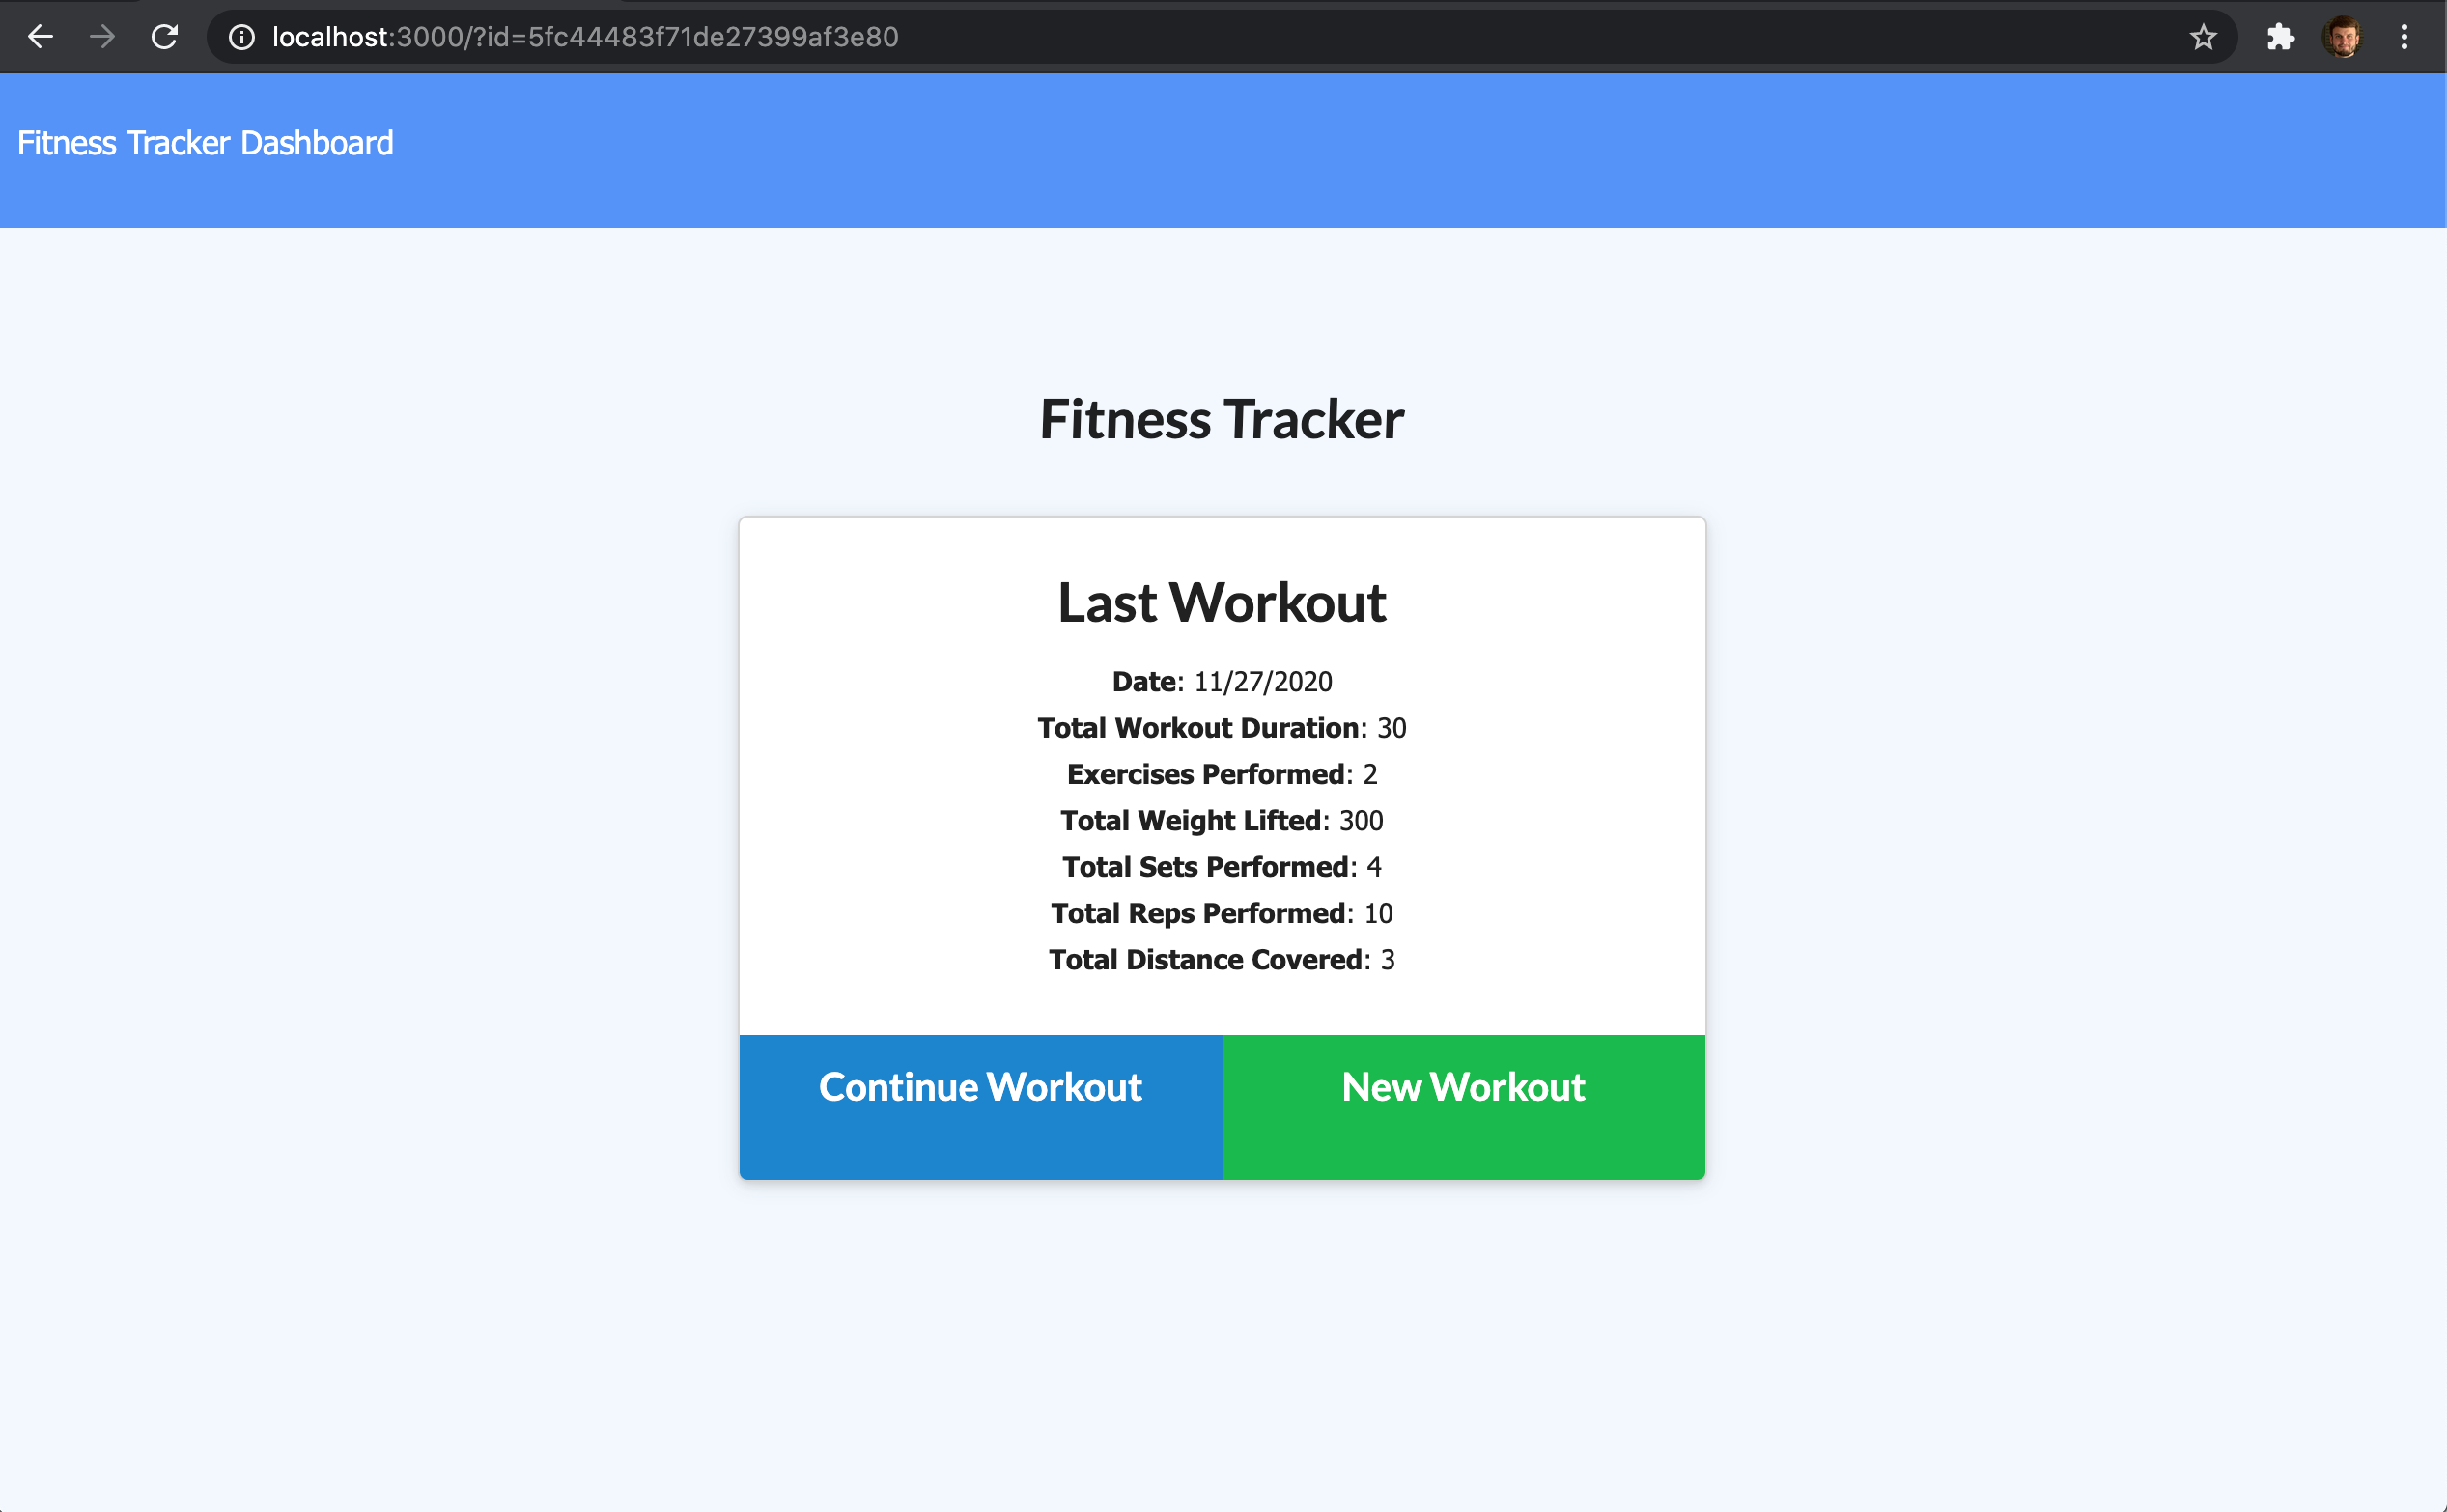 localhost:3000/?id=5fc44483f71de27399af3e80
Fitness Tracker Dashboard
Fitness Tracker
Last Workout
Date: 11/27/2020
Total Workout Duration: 30
Exercises Performed: 2
Total Weight Lifted: 300
Total Sets Performed: 4
Total Reps Performed: 10
Total Distance Covered: 3
Continue Workout
New Workout